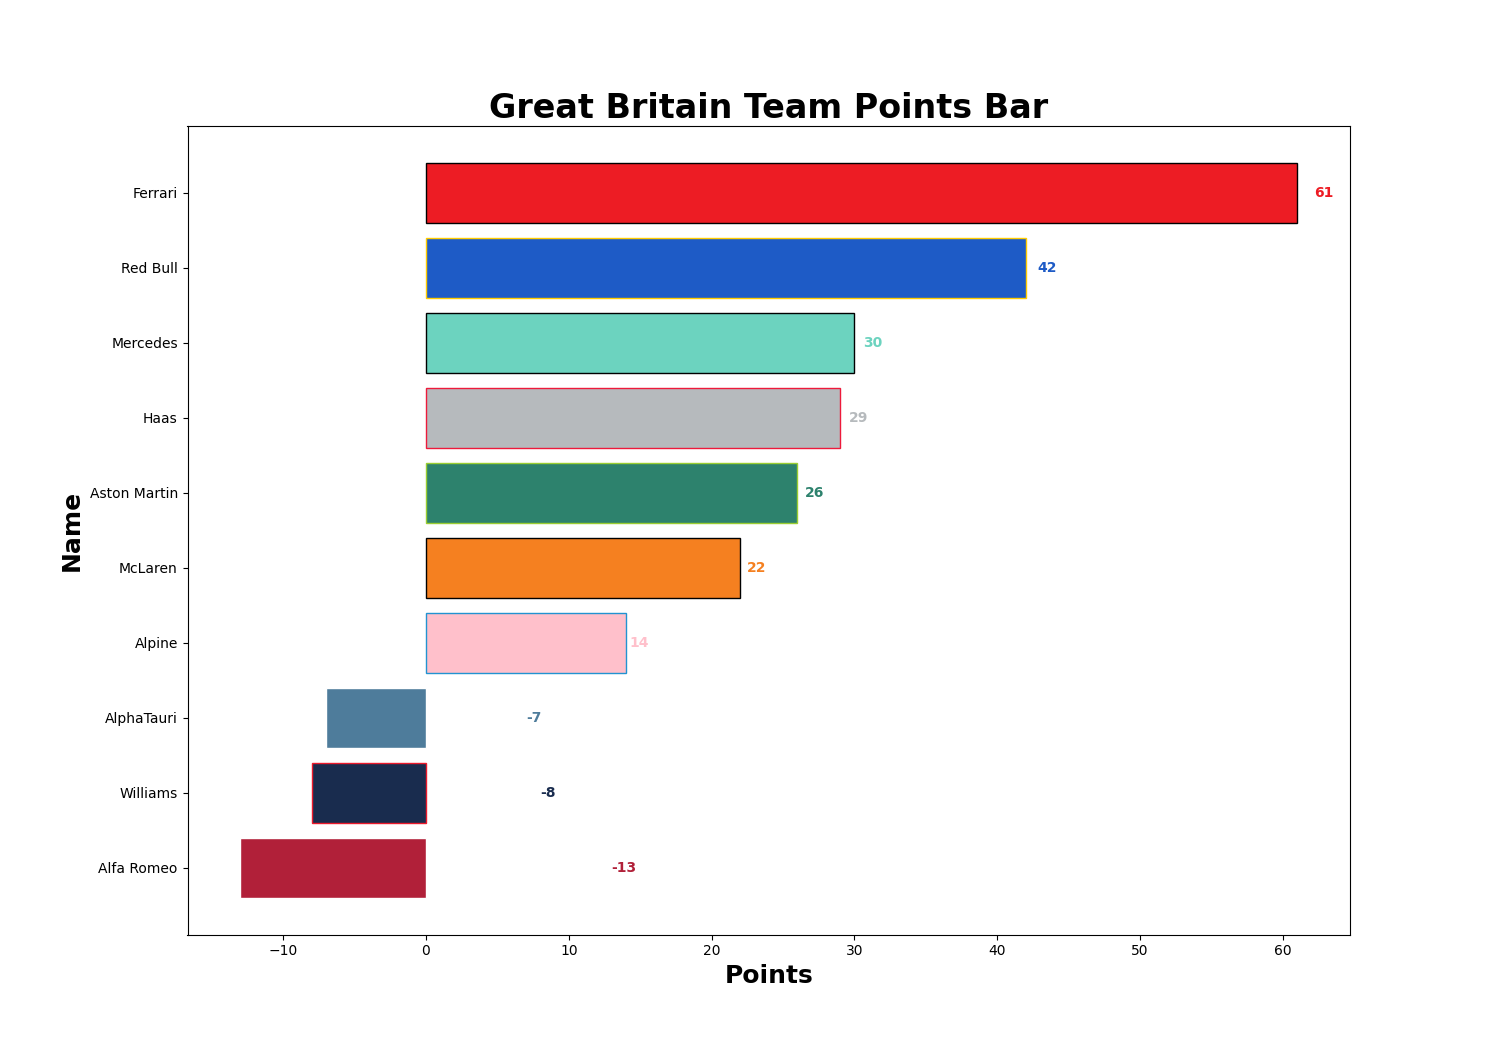 Great Britain Team Points Bar
Ferrari 61
Red Bull 42
Mercedes 30
Haas 29
Aston Martin 26
McLaren 22
Alpine 14
AlphaTauri -7
Williams -8
Alfa Romeo -13
Name
−10 0 10 20 30 40 50 60
Points